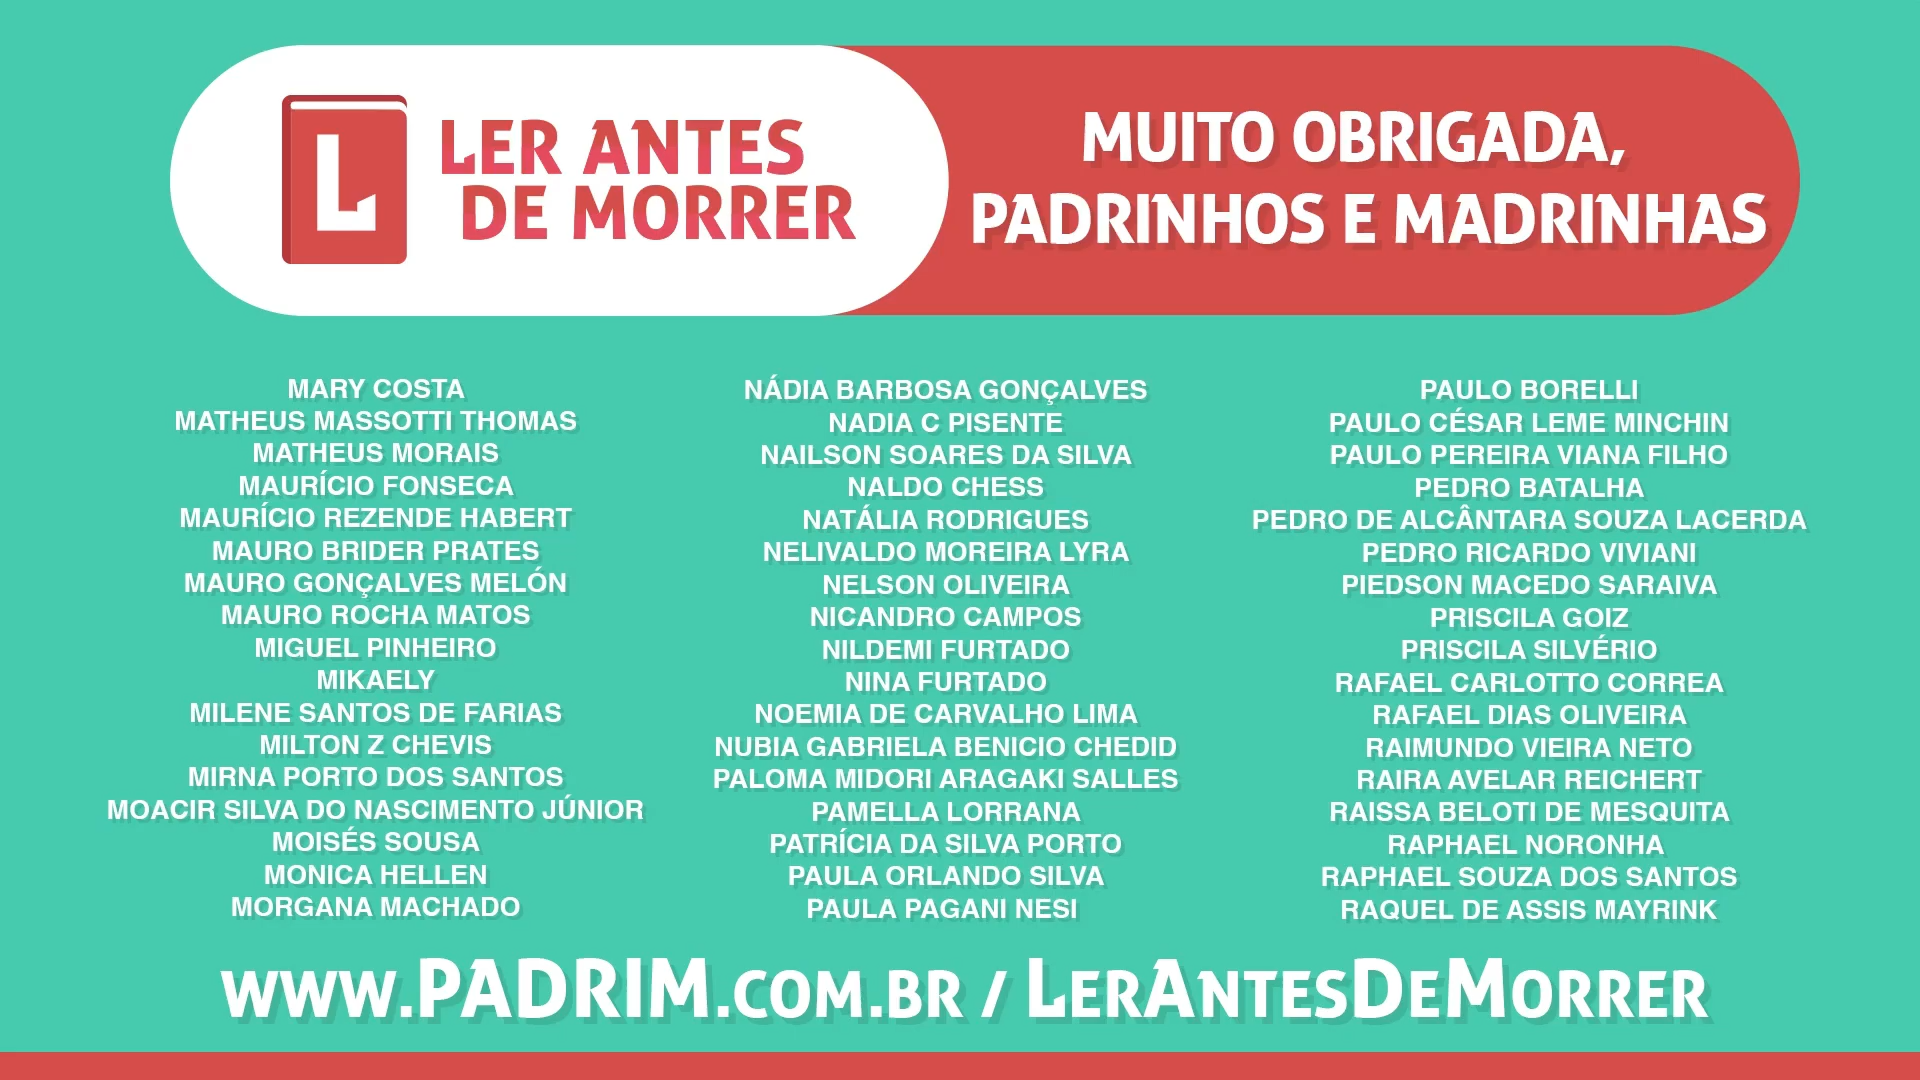 L
LER ANTES
DE MORRER
MUITO OBRIGADA,
PADRINHOS E MADRINHAS
MARY COSTA
MATHEUS MASSOTTI THOMAS
MATHEUS MORAIS
MAURÍCIO FONSECA
MAURÍCIO REZENDE HABERT
MAURO BRIDER PRATES
MAURO GONÇALVES MELÓN
MAURO ROCHA MATOS
MIGUEL PINHEIRO
MIKAELY
MILENE SANTOS DE FARIAS
MILTON Z CHEVIS
MIRNA PORTO DOS SANTOS
MOACIR SILVA DO NASCIMENTO JÚNIOR
MOISÉS SOUSA
MONICA HELLEN
MORGANA MACHADO
NÁDIA BARBOSA GONÇALVES
NADIA C PISENTE
NAILSON SOARES DA SILVA
NALDO CHESS
NATÁLIA RODRIGUES
NELIVALDO MOREIRA LYRA
NELSON OLIVEIRA
NICANDRO CAMPOS
NILDEMI FURTADO
NINA FURTADO
NOEMIA DE CARVALHO LIMA
NUBIA GABRIELA BENICIO CHEDID
PALOMA MIDORI ARAGAKI SALLES
PAMELLA LORRANA
PATRÍCIA DA SILVA PORTO
PAULA ORLANDO SILVA
PAULA PAGANI NESI
PAULO BORELLI
PAULO CÉSAR LEME MINCHIN
PAULO PEREIRA VIANA FILHO
PEDRO BATALHA
PEDRO DE ALCÂNTARA SOUZA LACERDA
PEDRO RICARDO VIVIANI
PIEDSON MACEDO SARAIVA
PRISCILA GOIZ
PRISCILA SILVÉRIO
RAFAEL CARLOTTO CORREA
RAFAEL DIAS OLIVEIRA
RAIMUNDO VIEIRA NETO
RAIRA AVELAR REICHERT
RAISSA BELOTI DE MESQUITA
RAPHAEL NORONHA
RAPHAEL SOUZA DOS SANTOS
RAQUEL DE ASSIS MAYRINK
www.PADRIM.COM.BR / LERANTESDEMORRER